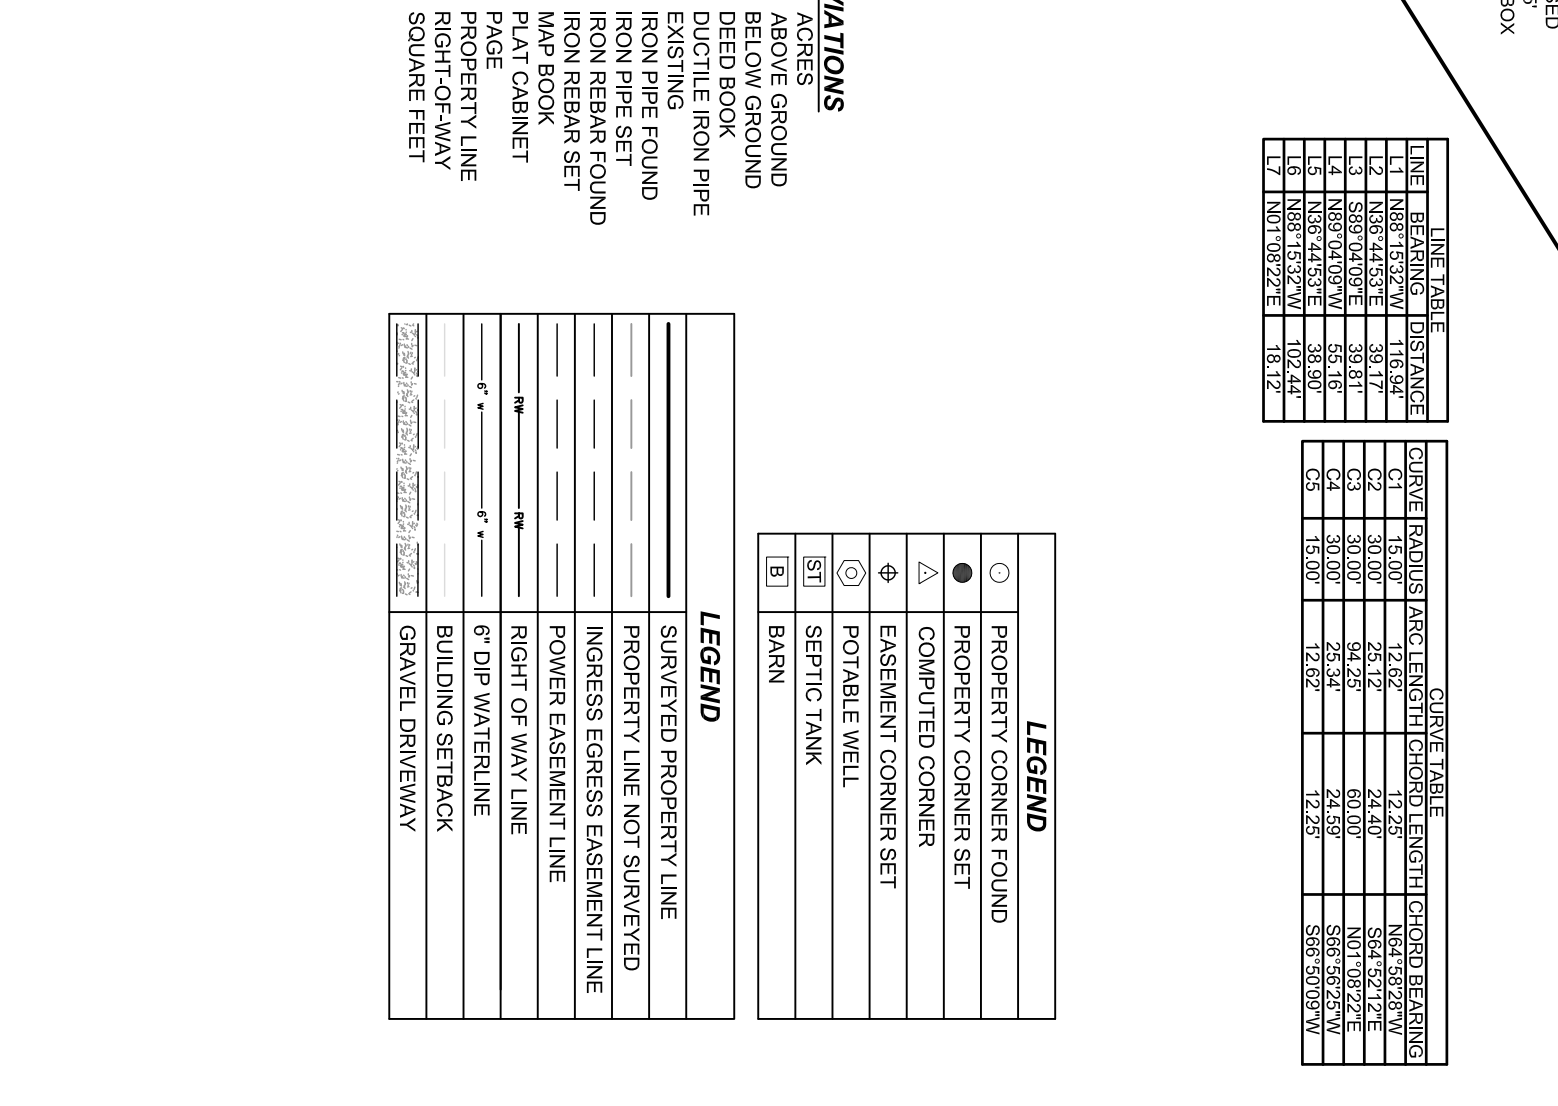 SED
5'
BOX
LINE TABLE
LINE BEARING DISTANCE
L1 N88°15'32"W 116.94'
L2 N36°44'53"E 39.17'
L3 S89°04'09"E 39.81'
L4 N89°04'09"W 55.16'
L5 N36°44'53"E 38.90'
L6 N88°15'32"W 102.44'
L7 N01°08'22"E 18.12'
CURVE TABLE
CURVE RADIUS ARC LENGTH CHORD LENGTH CHORD BEARING
C1 15.00' 12.62' 12.25' N64°58'28"W
C2 30.00' 25.12' 24.40' S64°52'12"E
C3 30.00' 94.25' 60.00' N01°08'22"E
C4 30.00' 25.34' 24.59' S66°56'25"W
C5 15.00' 12.62' 12.25' S66°50'09"W
VIATIONS
ACRES
ABOVE GROUND
BELOW GROUND
DEED BOOK
DUCTILE IRON PIPE
EXISTING
IRON PIPE FOUND
IRON PIPE SET
IRON REBAR FOUND
IRON REBAR SET
MAP BOOK
PLAT CABINET
PAGE
PROPERTY LINE
RIGHT-OF-WAY
SQUARE FEET
LEGEND
PROPERTY CORNER FOUND
PROPERTY CORNER SET
COMPUTED CORNER
EASEMENT CORNER SET
POTABLE WELL
ST SEPTIC TANK
B BARN
LEGEND
SURVEYED PROPERTY LINE
PROPERTY LINE NOT SURVEYED
INGRESS EGRESS EASEMENT LINE
POWER EASEMENT LINE
RW RW RIGHT OF WAY LINE
6" W 6" W 6" DIP WATERLINE
BUILDING SETBACK
GRAVEL DRIVEWAY